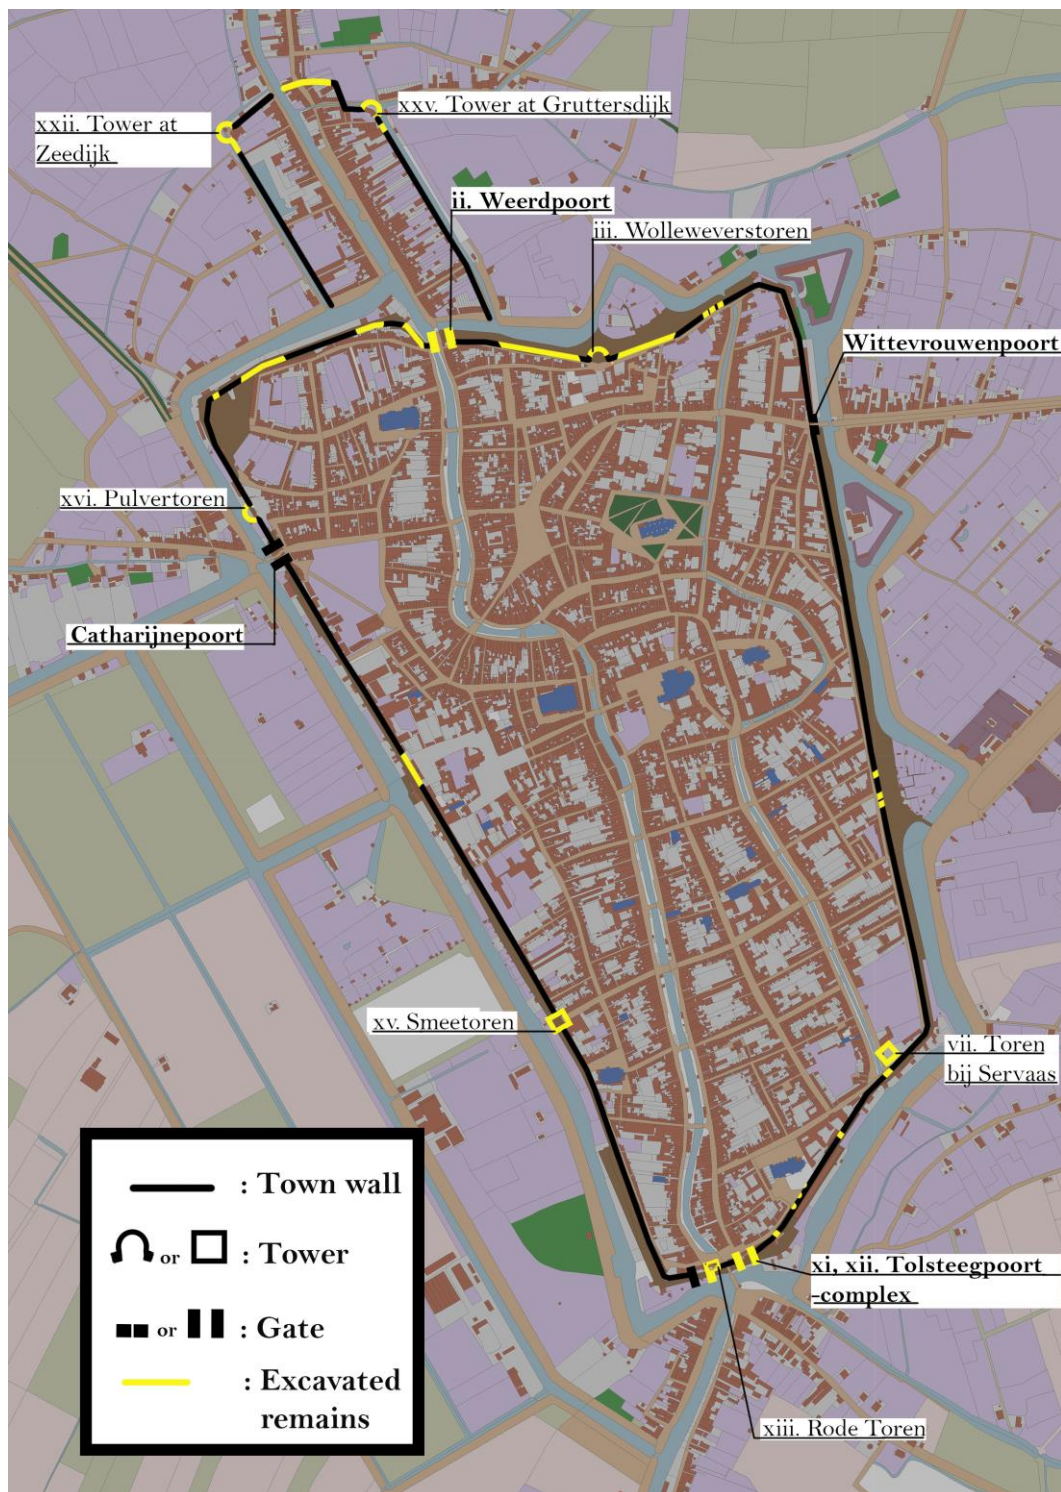 xxv. Tower at Gruttersdijk
xxii. Tower at
Zeedijk
ii. Weerdpoort
iii. Wolleweverstoren
Wittevrouwenpoort
xvi. Pulvertoren
Catharijnepoort
xv. Smeetoren
vii. Toren
bij Servaas
: Town wall
or : Tower
or : Gate
: Excavated
remains
xi, xii. Tolsteegpoort
-complex
xiii. Rode Toren